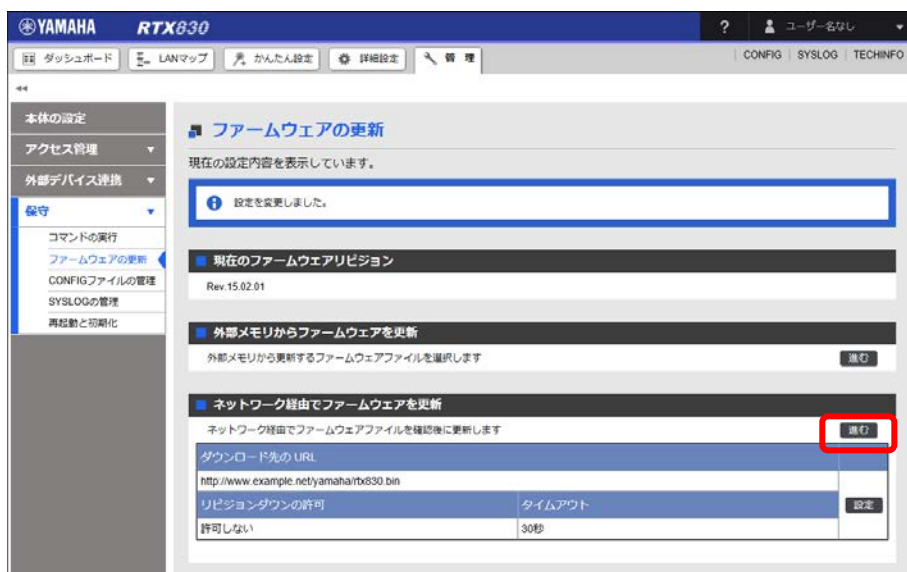 YAMAHA RTX830
? ユーザー名なし
ダッシュボード LANマップ かんたん設定 詳細設定 管理 CONFIG SYSLOG TECHINFO
本体の設定
アクセス管理
外部デバイス連携
保守
コマンドの実行
ファームウェアの更新
CONFIGファイルの管理
SYSLOGの管理
再起動と初期化
ファームウェアの更新
現在の設定内容を表示しています。
設定を変更しました。
現在のファームウェアリビジョン
Rev.15.02.01
外部メモリからファームウェアを更新
外部メモリから更新するファームウェアファイルを選択します 進む
ネットワーク経由でファームウェアを更新
ネットワーク経由でファームウェアファイルを確認後に更新します 進む
ダウンロード先の URL
http://www.example.net/yamaha/rtx830.bin
リビジョンダウンの許可 タイムアウト 設定
許可しない 30秒